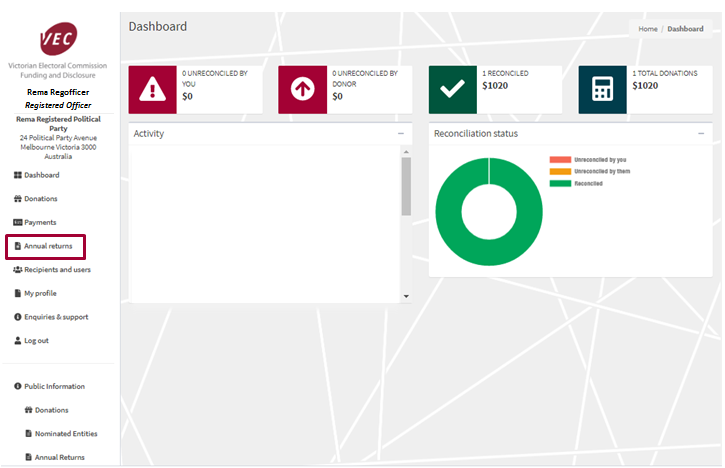 VEC
Victorian Electoral Commission
Funding and Disclosure
Rema Regofficer
Registered Officer
Rema Registered Political
Party
24 Political Party Avenue
Melbourne Victoria 3000
Australia
Dashboard
Donations
Payments
Annual returns
Recipients and users
My profile
Enquiries & support
Log out
Public Information
Donations
Nominated Entities
Annual Returns
Dashboard
Home / Dashboard
0 UNRECONCILED BY
YOU
$0
0 UNRECONCILED BY
DONOR
$0
1 RECONCILED
$1020
1 TOTAL DONATIONS
$1020
Activity
Reconciliation status
Unreconciled by you
Unreconciled by them
Reconciled